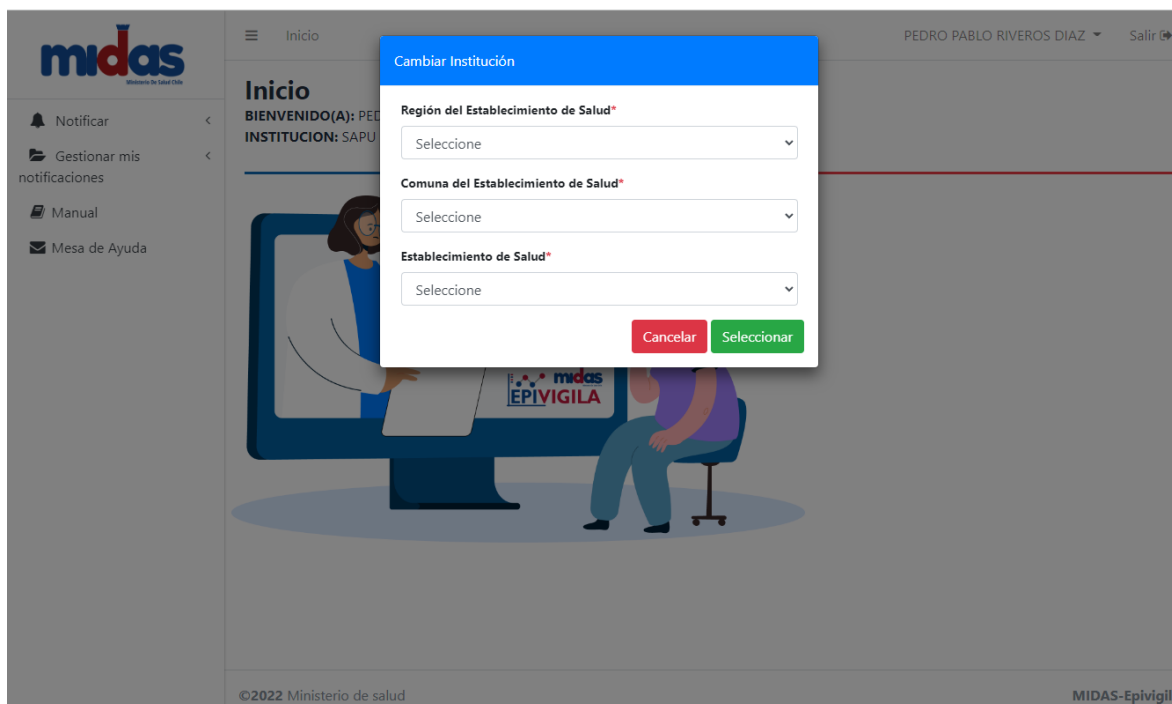 midas
Ministerio De Salud Chile
Inicio
PEDRO PABLO RIVEROS DIAZ
Salir
Notificar
Gestionar mis
notificaciones
Manual
Mesa de Ayuda
Inicio
BIENVENIDO(A): PED
INSTITUCION: SAPU
Cambiar Institución
Región del Establecimiento de Salud*
Seleccione
Comuna del Establecimiento de Salud*
Seleccione
Establecimiento de Salud*
Seleccione
Cancelar
Seleccionar
midas
EPIVIGILA
©2022 Ministerio de salud
MIDAS-Epivigil